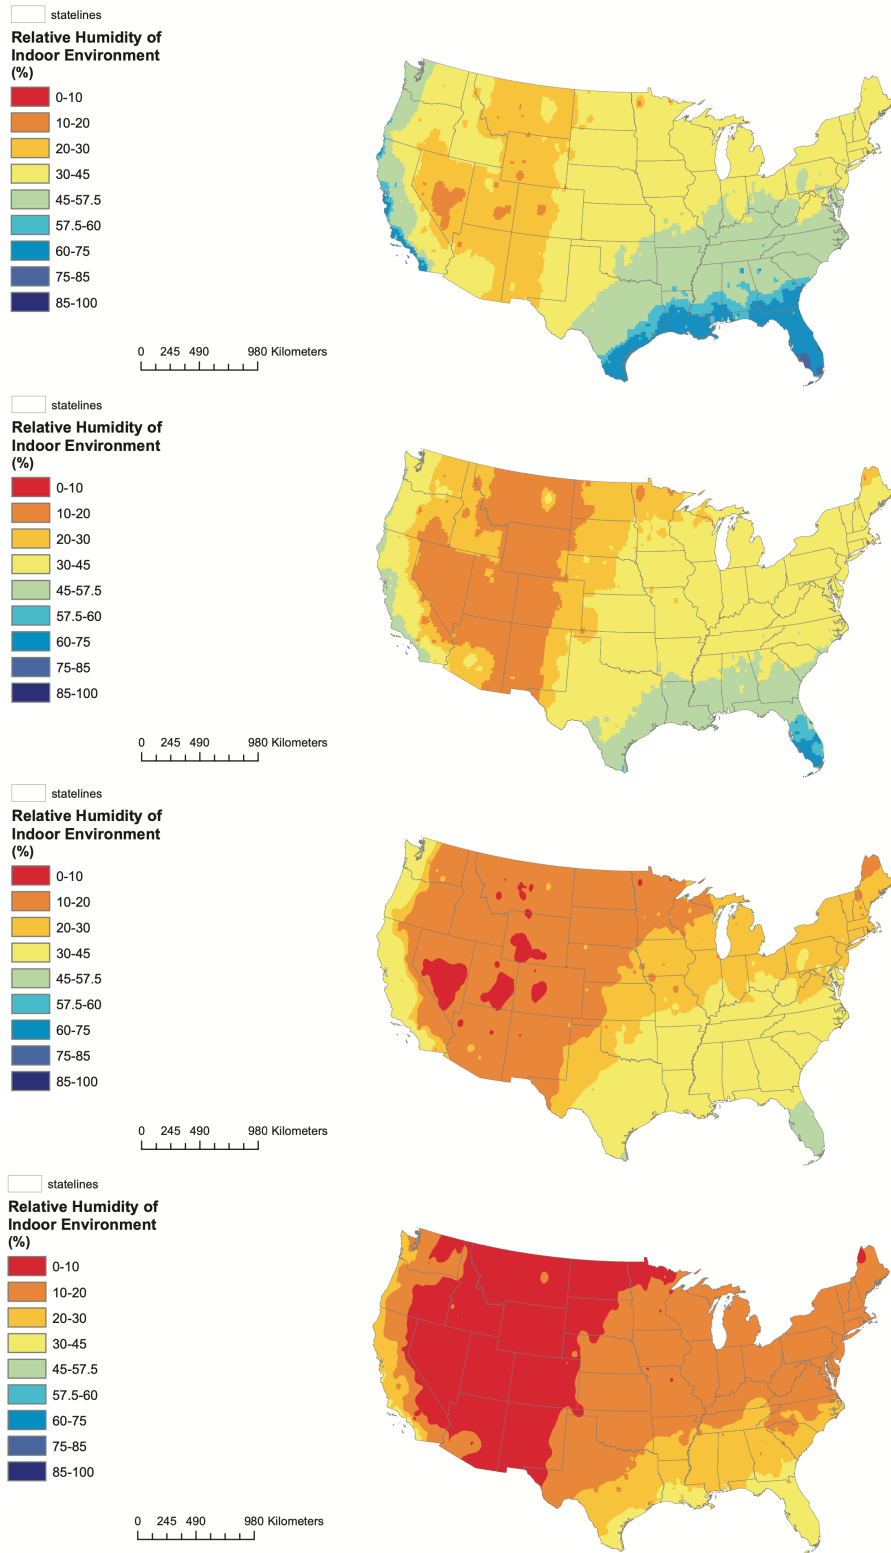 statelines
Relative Humidity of
Indoor Environment
(%)
0-10
10-20
20-30
30-45
45-57.5
57.5-60
60-75
75-85
85-100
0 245 490 980 Kilometers
statelines
Relative Humidity of
Indoor Environment
(%)
0-10
10-20
20-30
30-45
45-57.5
57.5-60
60-75
75-85
85-100
0 245 490 980 Kilometers
statelines
Relative Humidity of
Indoor Environment
(%)
0-10
10-20
20-30
30-45
45-57.5
57.5-60
60-75
75-85
85-100
0 245 490 980 Kilometers
statelines
Relative Humidity of
Indoor Environment
(%)
0-10
10-20
20-30
30-45
45-57.5
57.5-60
60-75
75-85
85-100
0 245 490 980 Kilometers